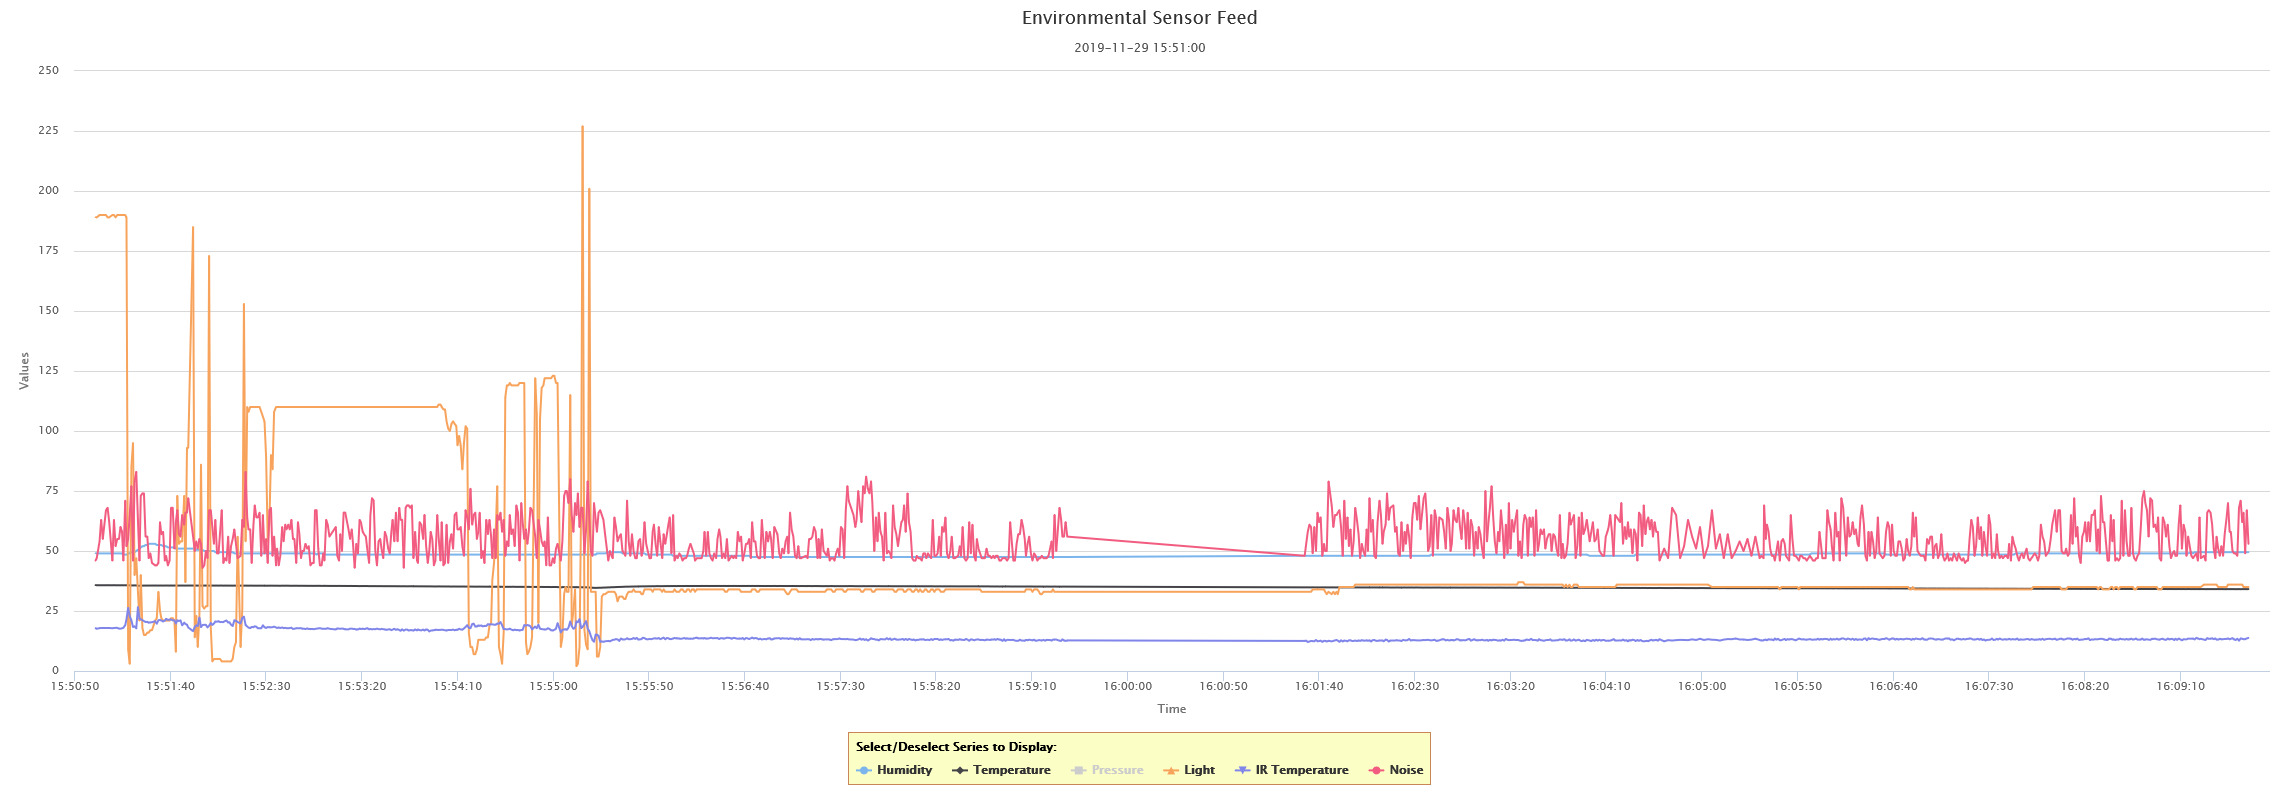 Environmental Sensor Feed
2019-11-29 15:51:00
250
225
200
175
150
125
100
75
50
25
0
Values
15:50:50 15:51:40 15:52:30 15:53:20 15:54:10 15:55:00 15:55:50 15:56:40 15:57:30 15:58:20 15:59:10 16:00:00 16:00:50 16:01:40 16:02:30 16:03:20 16:04:10 16:05:00 16:05:50 16:06:40 16:07:30 16:08:20 16:09:10
Time
Select/Deselect Series to Display:
Humidity Temperature Pressure Light IR Temperature Noise